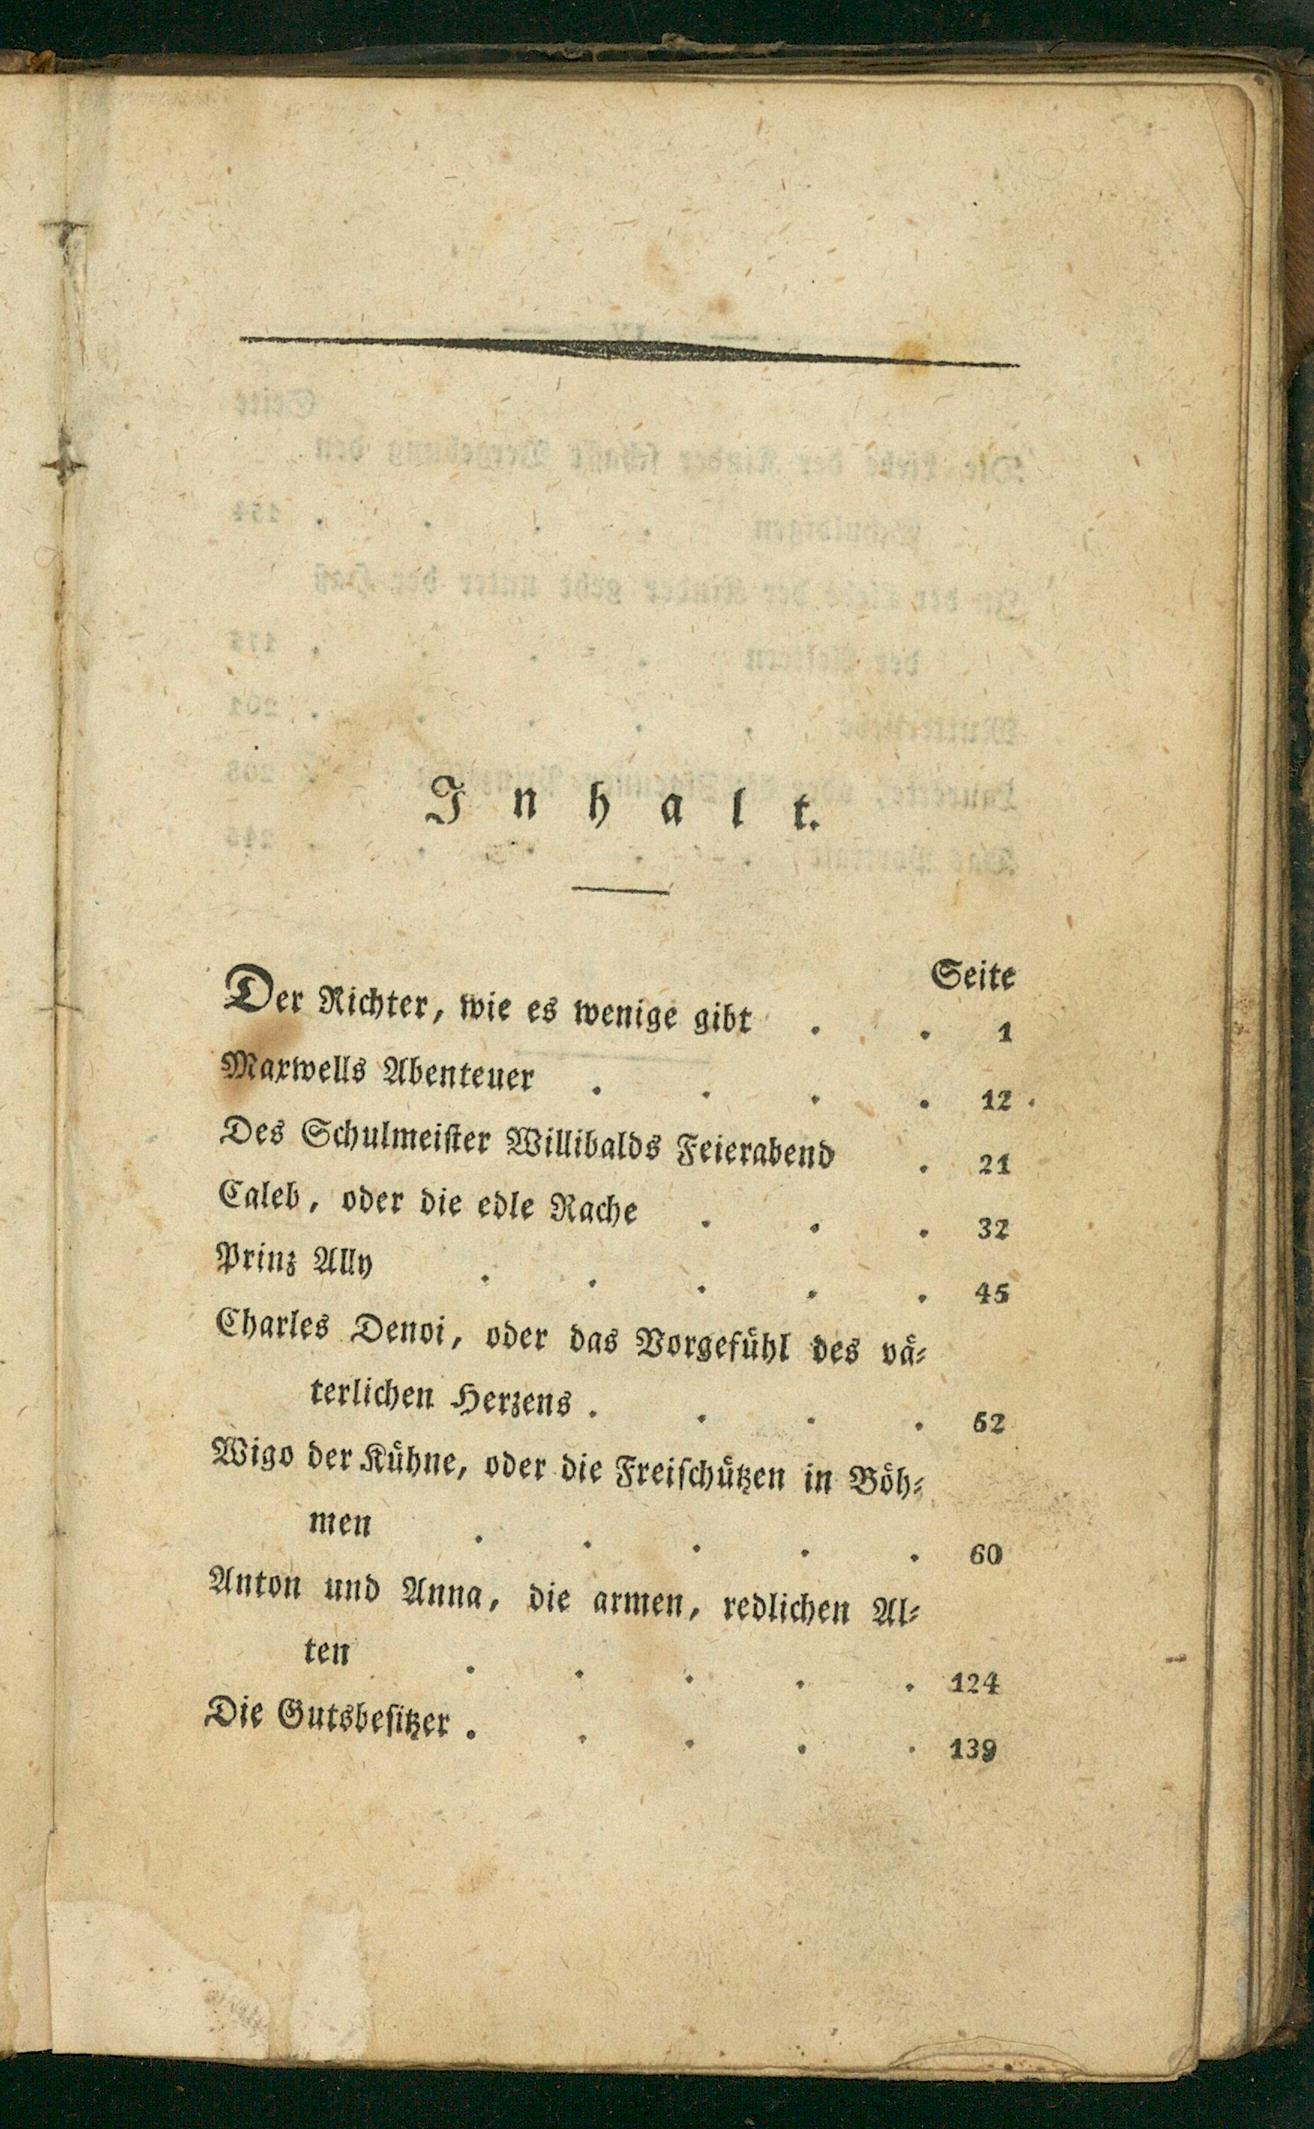 Inhalt.
Seite
Der Richter, wie es wenige gibt . . 1
Maxwells Abenteuer . . . . 12
Des Schulmeister Willibalds Feierabend . 21
Caleb, oder die edle Rache . . . 32
Prinz Ally . . . . . 45
Charles Denoi, oder das Vorgefühl des vä⸗
terlichen Herzens . . . . 52
Wigo der Kühne, oder die Freischützen in Böh⸗
men . . . . . 60
Anton und Anna, die armen, redlichen Al⸗
ten . . . . . 124
Die Gutsbesitzer . . . . . 139